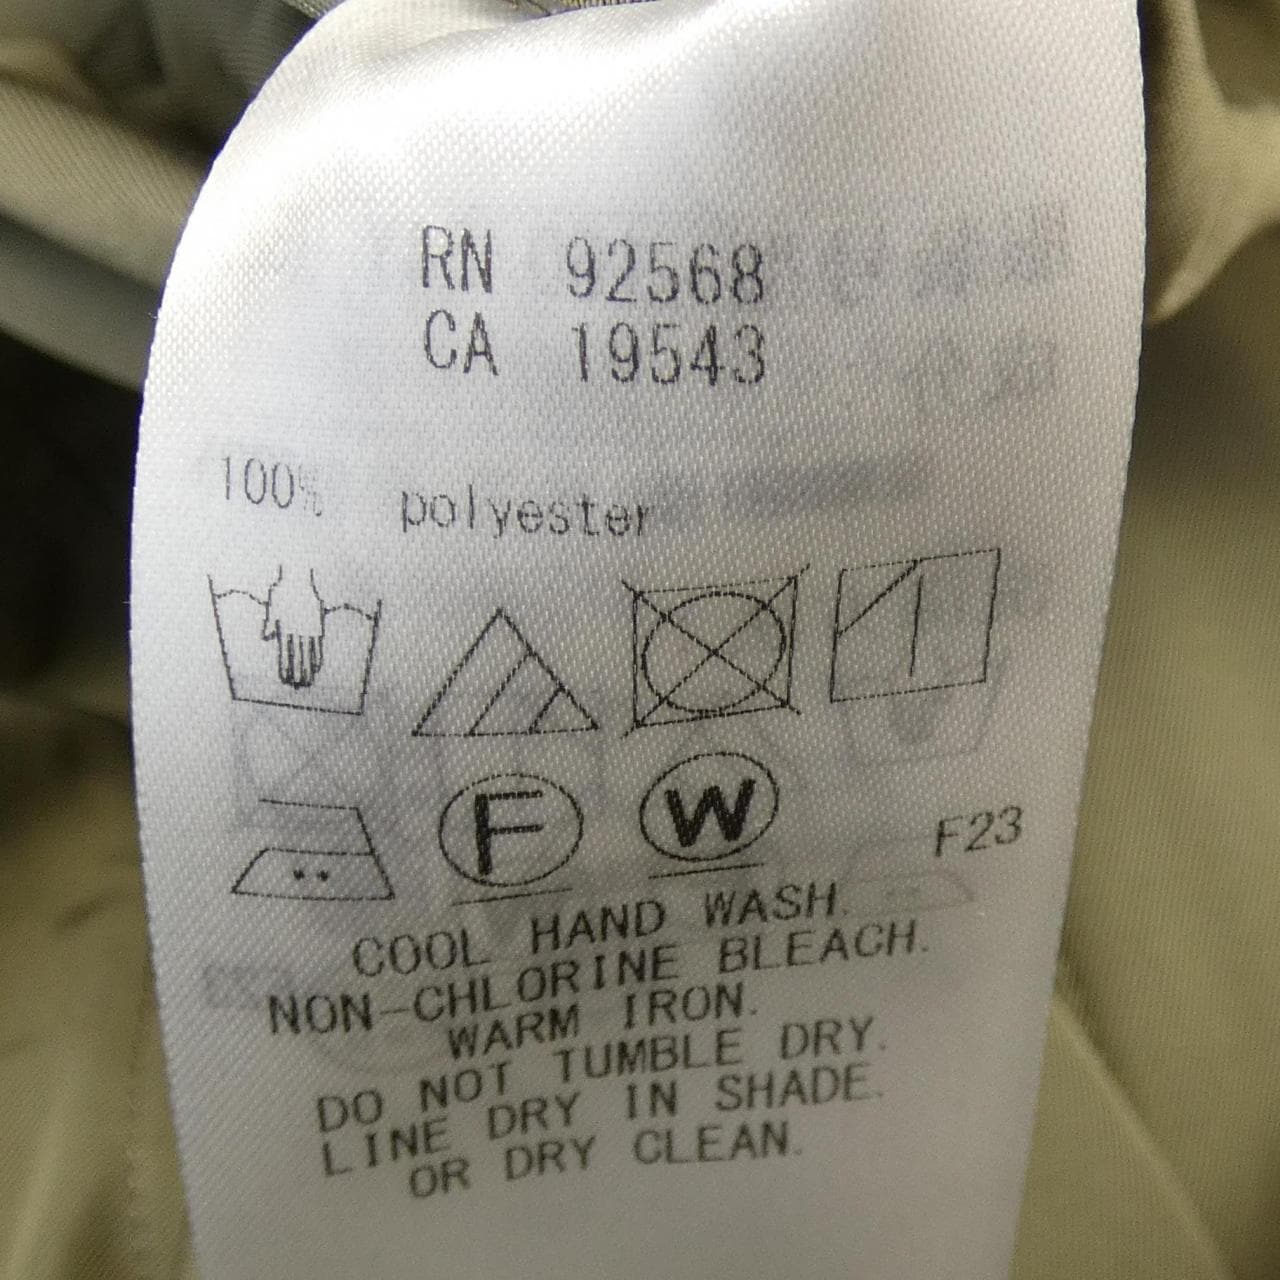 RN 92568
CA 19543
100% polyester
F
W
F23
COOL HAND WASH.
NON-CHLORINE BLEACH.
WARM IRON.
DO NOT TUMBLE DRY.
LINE DRY IN SHADE.
OR DRY CLEAN.